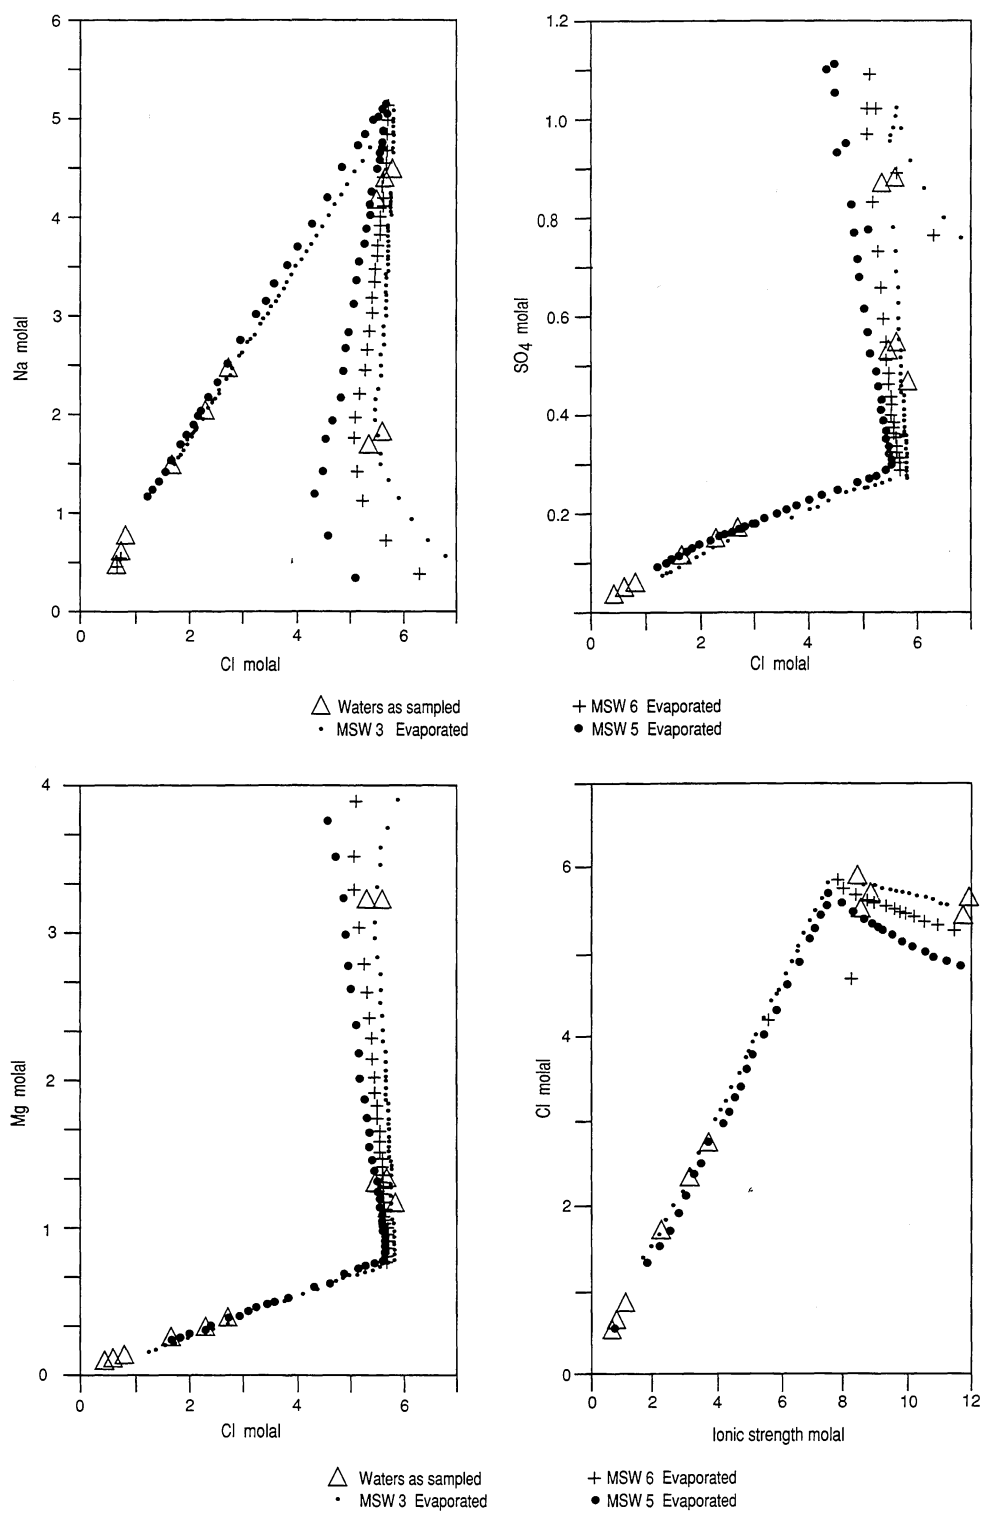 6
5
4
3
2
1
0
Na molal
0 2 4 6
Cl molal
1.2
1.0
0.8
0.6
0.4
0.2
SO4 molal
0 2 4 6
Cl molal
Waters as sampled
MSW 3 Evaporated
MSW 6 Evaporated
MSW 5 Evaporated
4
3
2
1
0
Mg molal
0 2 4 6
Cl molal
6
4
2
0
Cl molal
0 2 4 6 8 10 12
Ionic strength molal
Waters as sampled
MSW 3 Evaporated
MSW 6 Evaporated
MSW 5 Evaporated